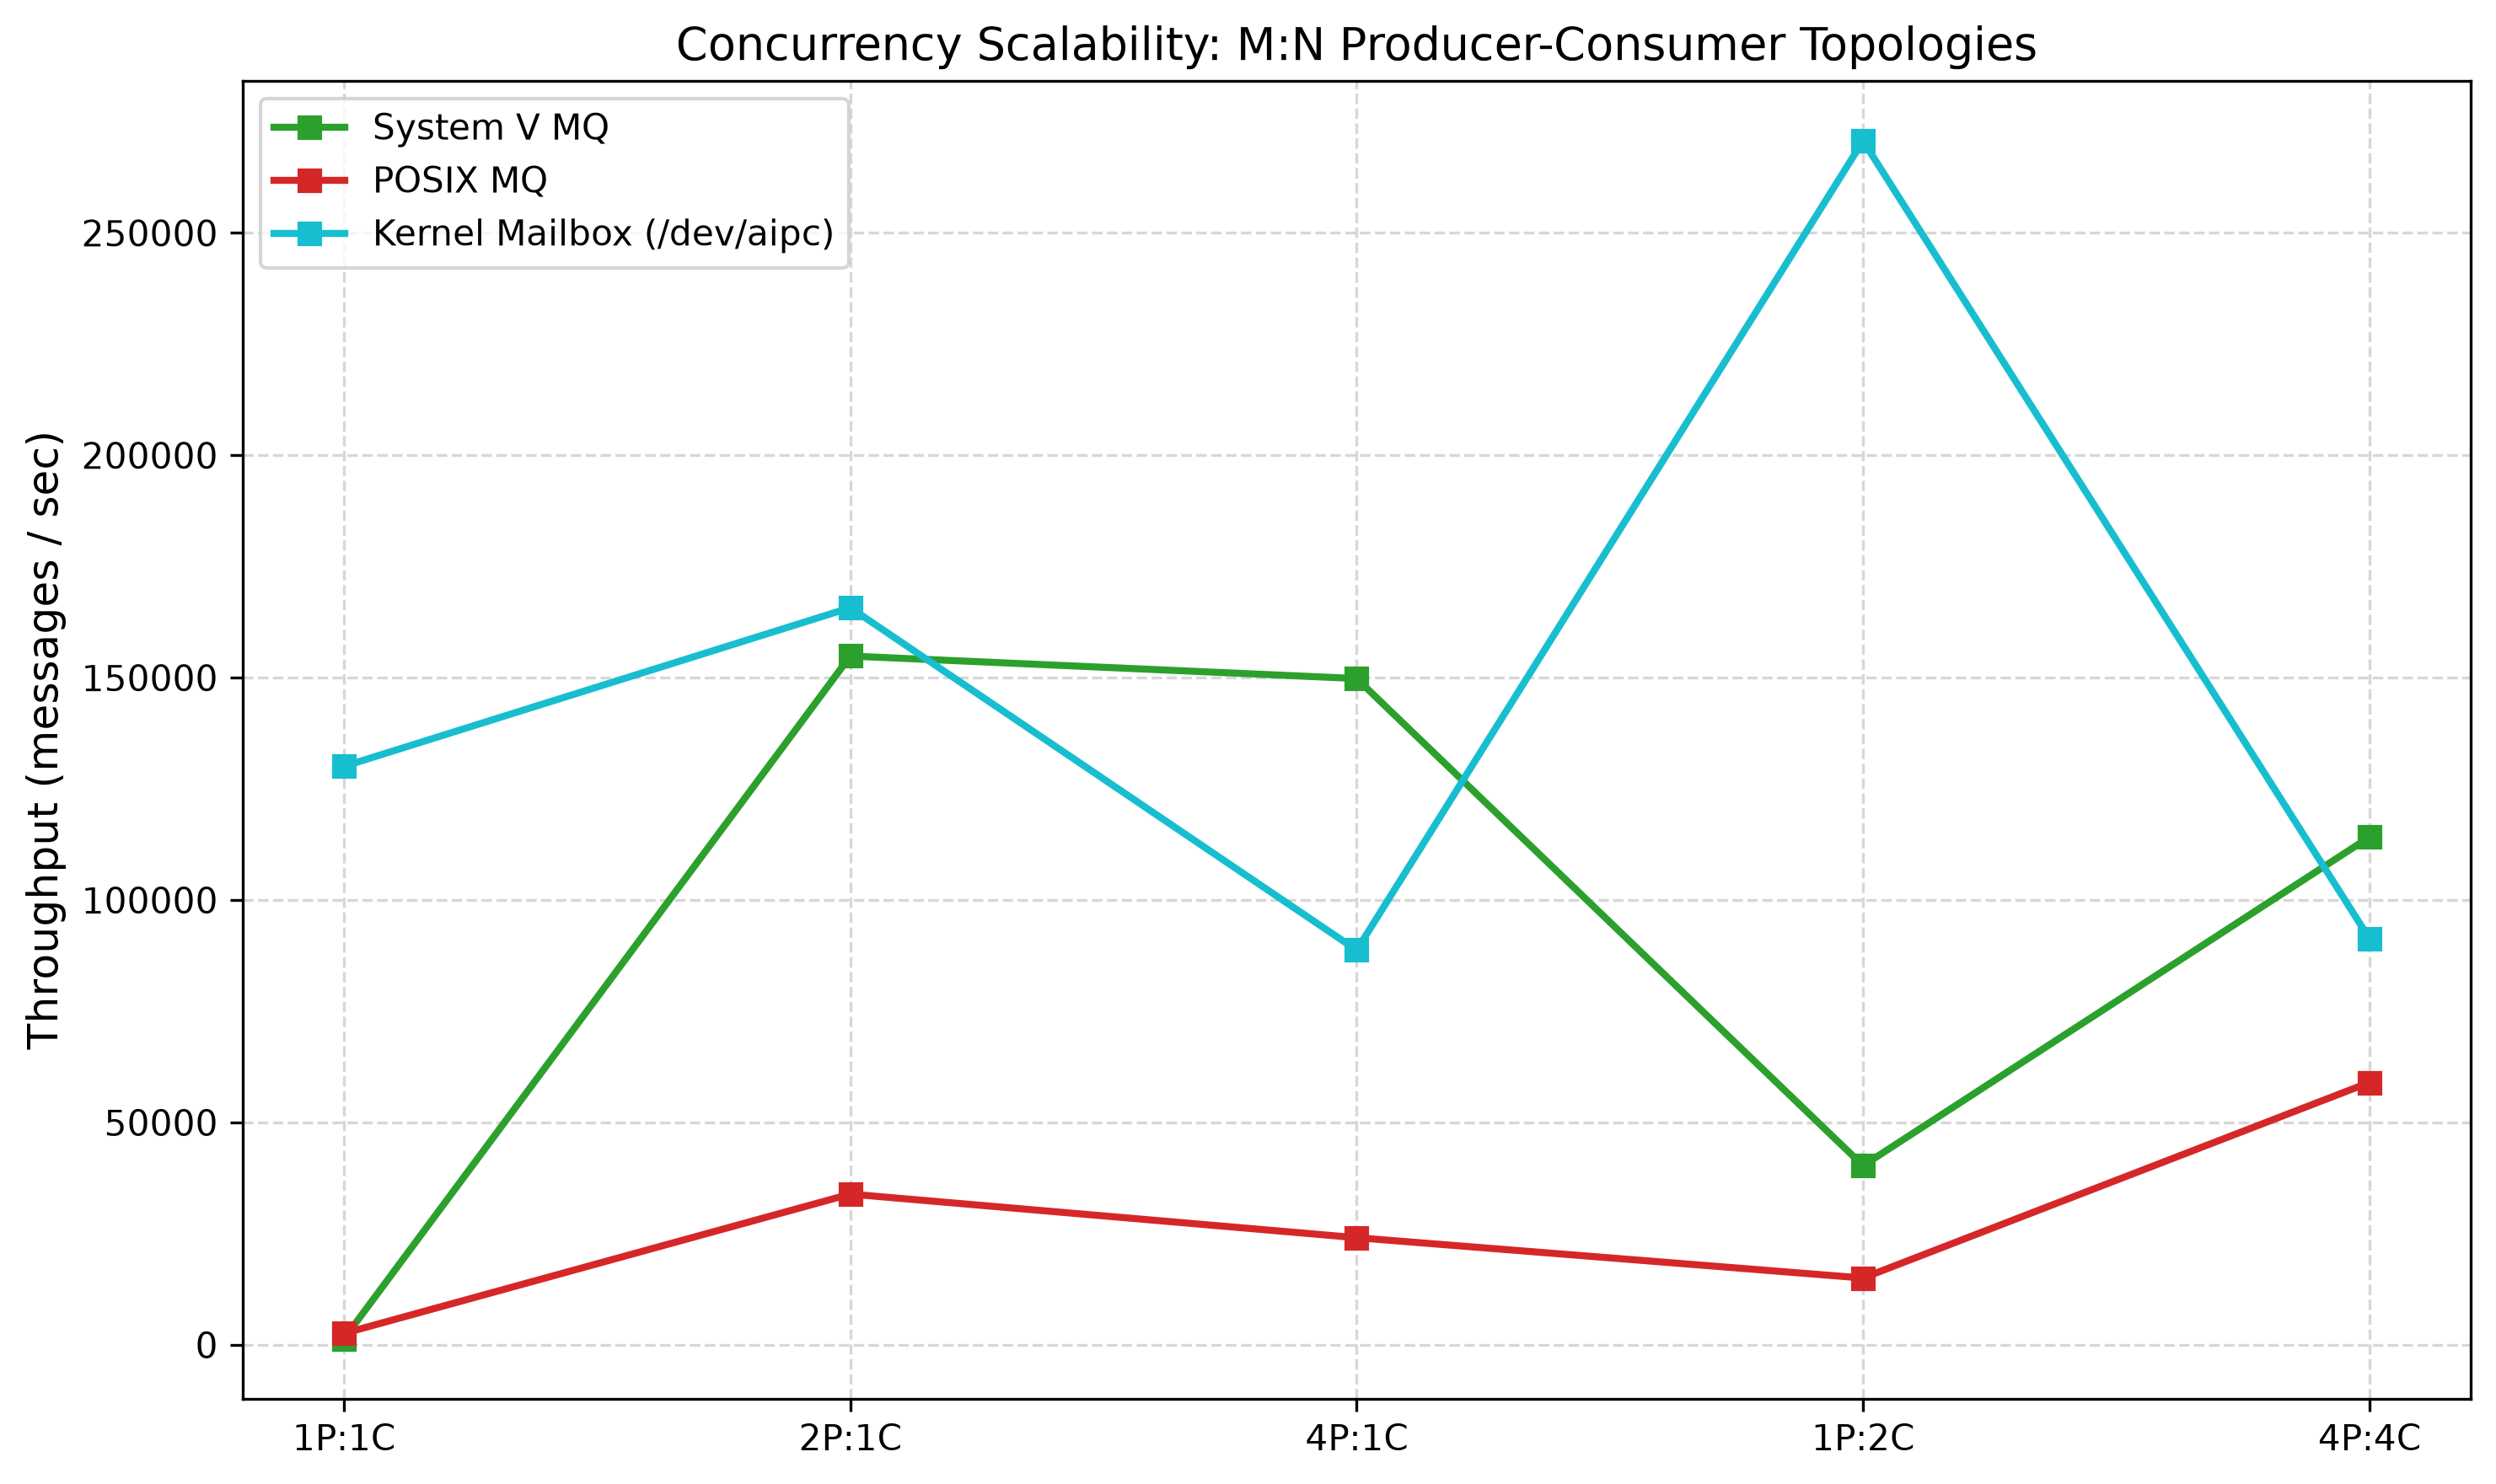 Concurrency Scalability: M:N Producer-Consumer Topologies
System V MQ
POSIX MQ
Kernel Mailbox (/dev/aipc)
Throughput (messages / sec)
250000
200000
150000
100000
50000
0
1P:1C
2P:1C
4P:1C
1P:2C
4P:4C